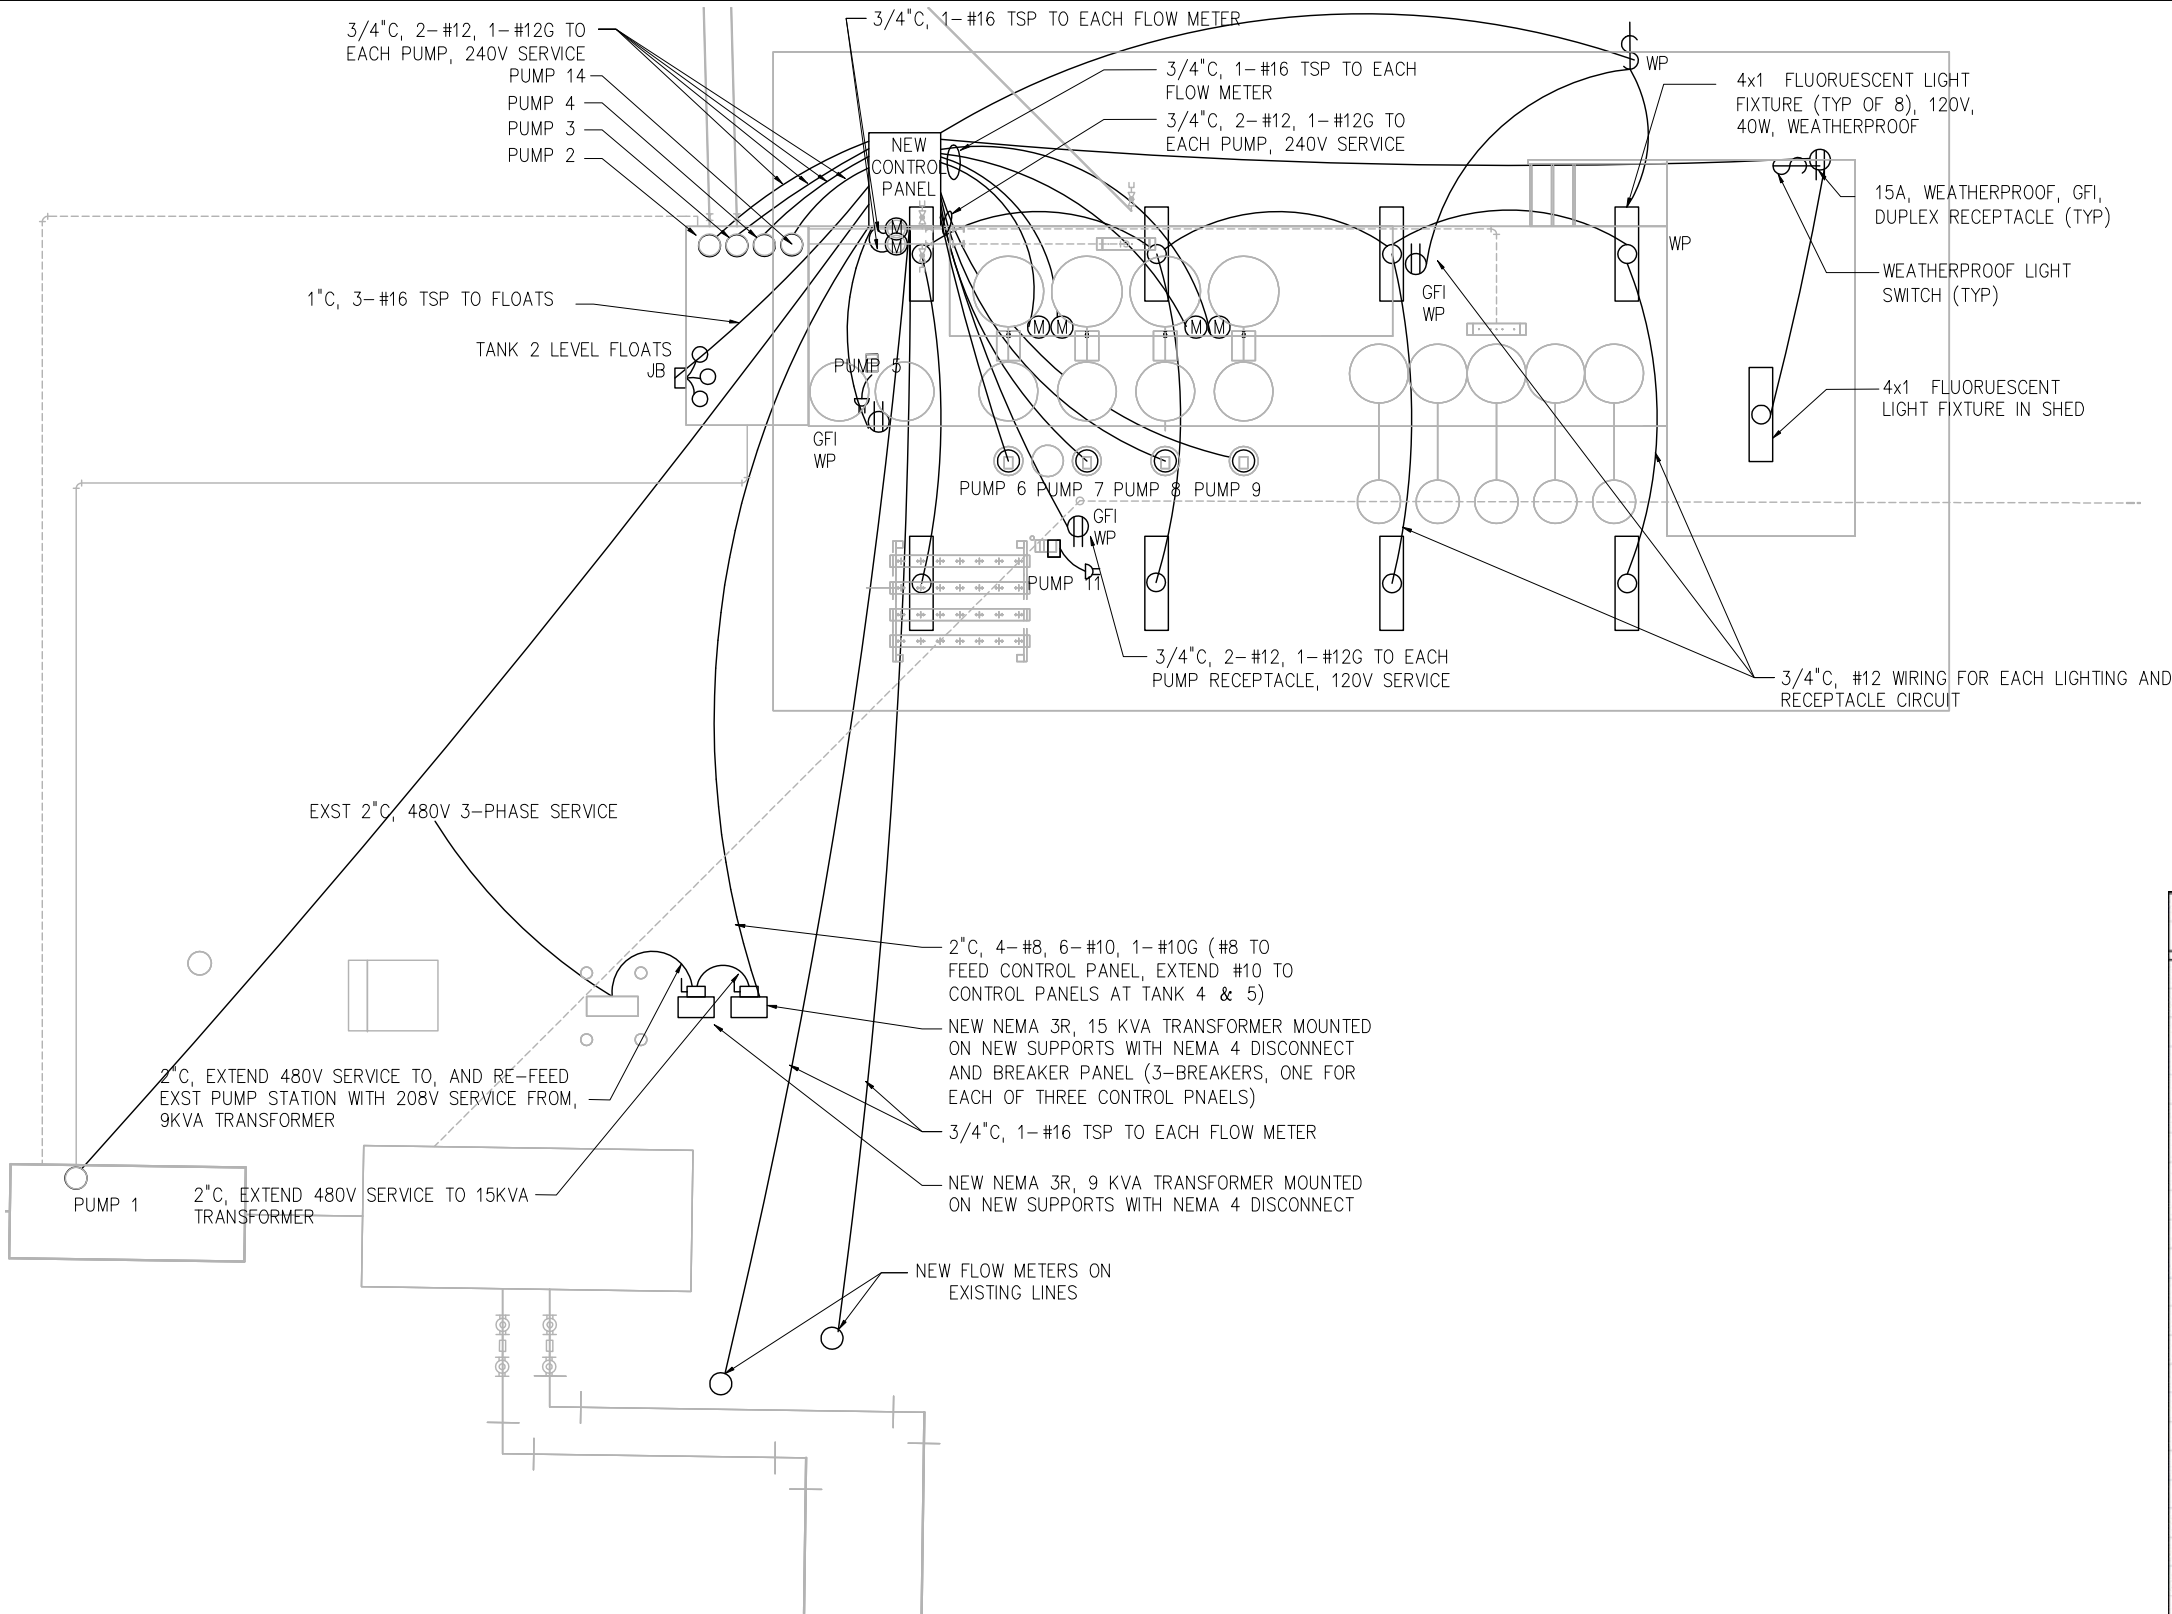 3/4"C, 1-#16 TSP TO EACH FLOW METER
3/4"C, 2-#12, 1-#12G TO
EACH PUMP, 240V SERVICE
PUMP 14
PUMP 4
PUMP 3
PUMP 2
3/4"C, 1-#16 TSP TO EACH
FLOW METER
3/4"C, 2-#12, 1-#12G TO
EACH PUMP, 240V SERVICE
WP
4x1 FLUORUESCENT LIGHT
FIXTURE (TYP OF 8), 120V,
40W, WEATHERPROOF
NEW
CONTROL
PANEL
15A, WEATHERPROOF, GFI,
DUPLEX RECEPTACLE (TYP)
M
M
WP
WEATHERPROOF LIGHT
SWITCH (TYP)
1"C, 3-#16 TSP TO FLOATS
GFI
WP
M
M
M
M
TANK 2 LEVEL FLOATS
JB
PUMP 5
4x1 FLUORUESCENT
LIGHT FIXTURE IN SHED
GFI
WP
PUMP 6
PUMP 7
PUMP 8
PUMP 9
GFI
WP
PUMP 11
3/4"C, 2-#12, 1-#12G TO EACH
PUMP RECEPTACLE, 120V SERVICE
3/4"C, #12 WIRING FOR EACH LIGHTING AND
RECEPTACLE CIRCUIT
EXST 2"C, 480V 3-PHASE SERVICE
2"C, 4-#8, 6-#10, 1-#10G (#8 TO
FEED CONTROL PANEL, EXTEND #10 TO
CONTROL PANELS AT TANK 4 & 5)
NEW NEMA 3R, 15 KVA TRANSFORMER MOUNTED
ON NEW SUPPORTS WITH NEMA 4 DISCONNECT
AND BREAKER PANEL (3-BREAKERS, ONE FOR
EACH OF THREE CONTROL PNAELS)
2"C, EXTEND 480V SERVICE TO, AND RE-FEED
EXST PUMP STATION WITH 208V SERVICE FROM,
9KVA TRANSFORMER
3/4"C, 1-#16 TSP TO EACH FLOW METER
NEW NEMA 3R, 9 KVA TRANSFORMER MOUNTED
ON NEW SUPPORTS WITH NEMA 4 DISCONNECT
PUMP 1
2"C, EXTEND 480V SERVICE TO 15KVA
TRANSFORMER
NEW FLOW METERS ON
EXISTING LINES